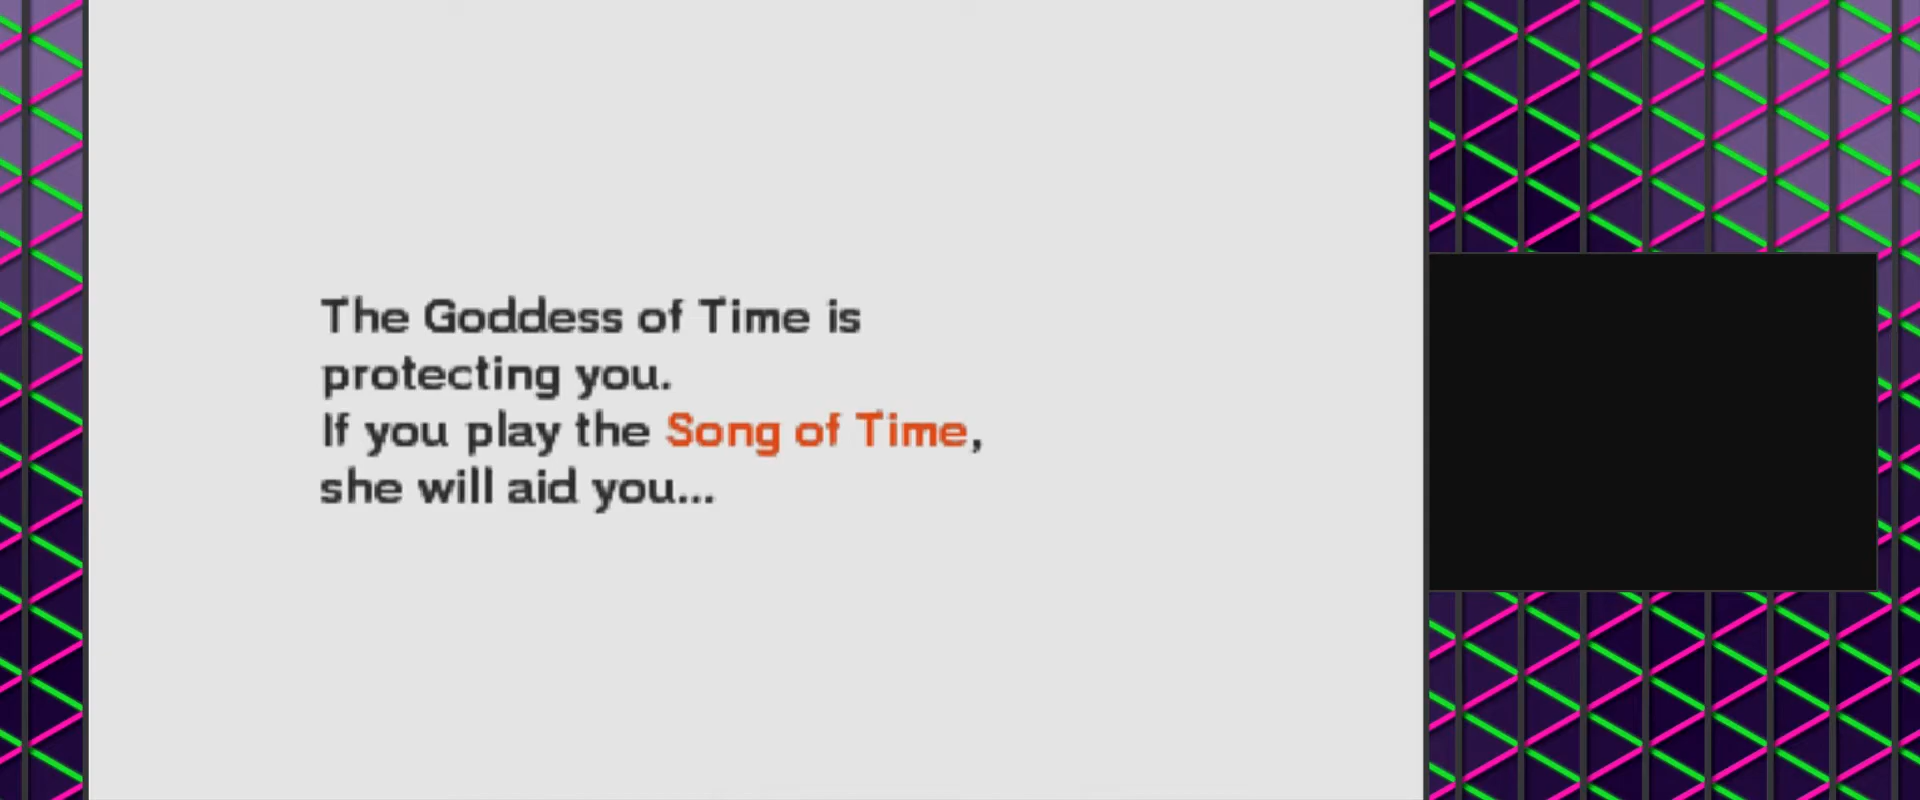 The Goddess of Time is
protecting you.
If you play the Song of Time,
she will aid you...